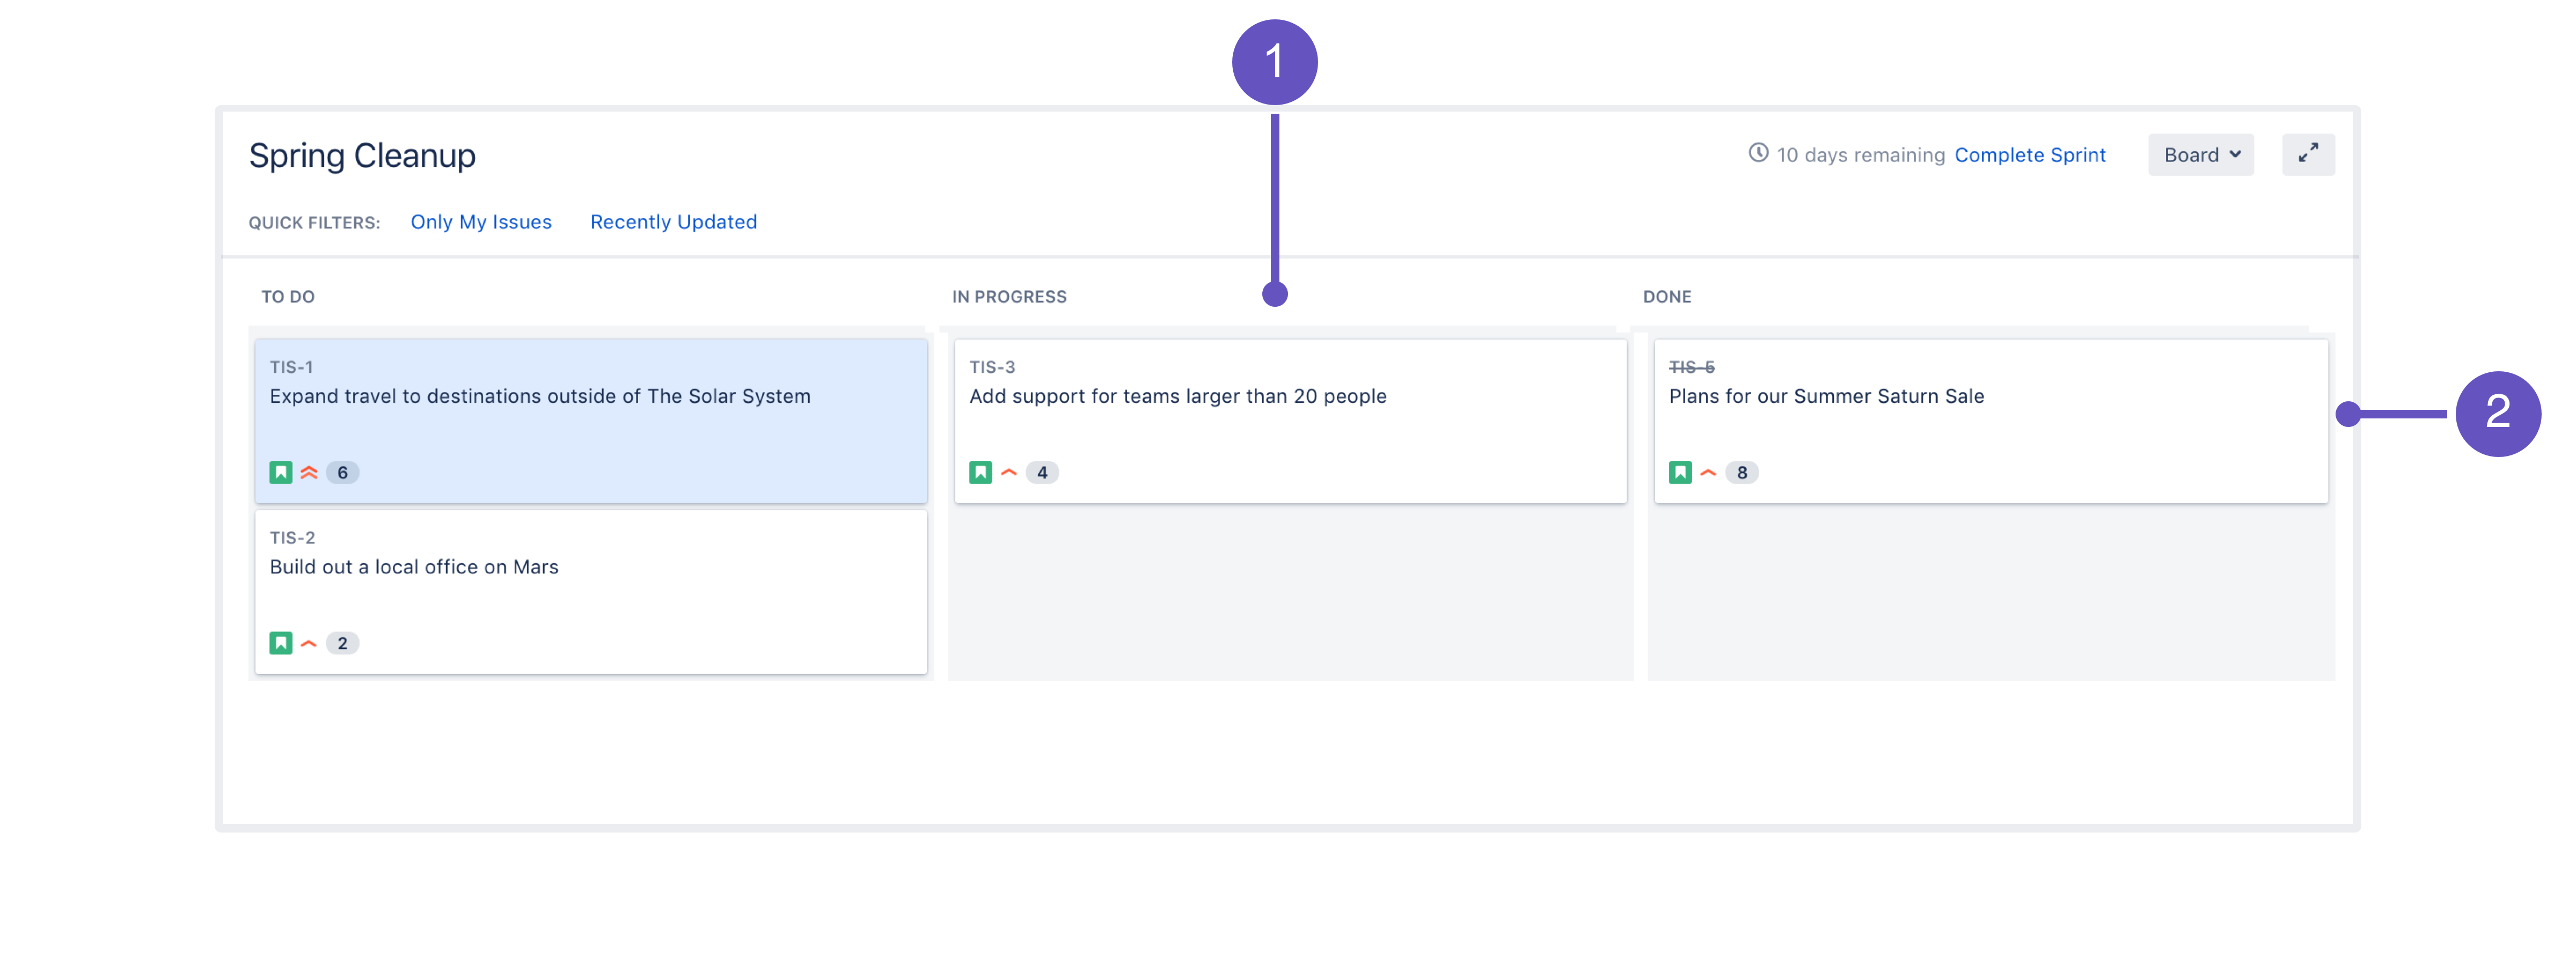 1
Spring Cleanup
10 days remaining Complete Sprint Board
QUICK FILTERS: Only My Issues Recently Updated
TO DO IN PROGRESS DONE
TIS-1
Expand travel to destinations outside of The Solar System
6
TIS-2
Build out a local office on Mars
2
TIS-3
Add support for teams larger than 20 people
4
TIS-5
Plans for our Summer Saturn Sale
8
2